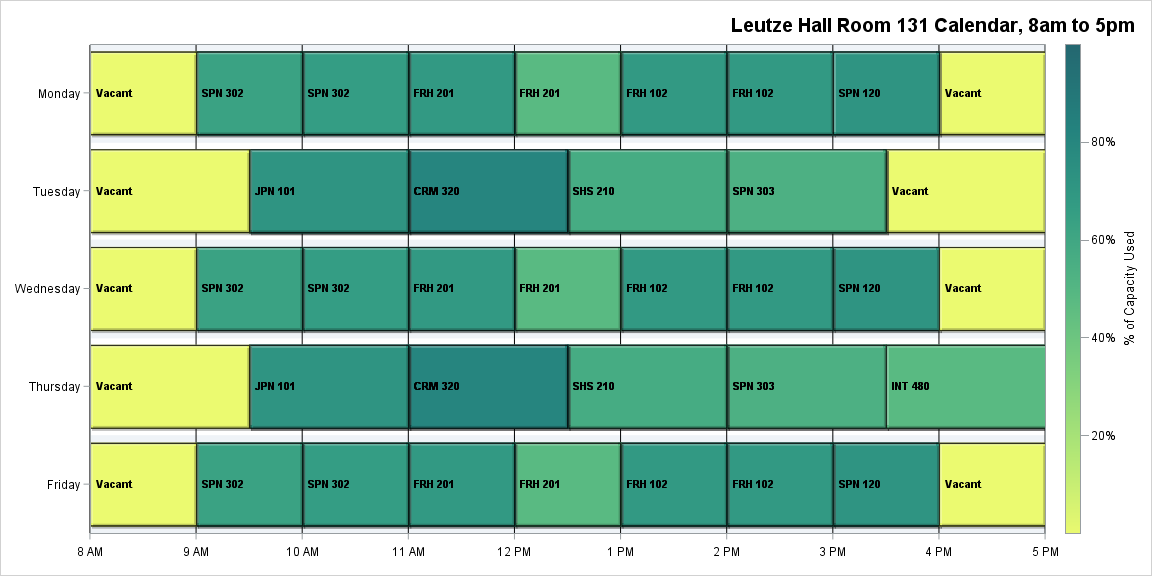 Leutze Hall Room 131 Calendar, 8am to 5pm
Monday Vacant SPN 302 SPN 302 FRH 201 FRH 201 FRH 102 FRH 102 SPN 120 Vacant
80%
Tuesday Vacant JPN 101 CRM 320 SHS 210 SPN 303 Vacant
60%
% of Capacity Used
Wednesday Vacant SPN 302 SPN 302 FRH 201 FRH 201 FRH 102 FRH 102 SPN 120 Vacant
40%
Thursday Vacant JPN 101 CRM 320 SHS 210 SPN 303 INT 480
20%
Friday Vacant SPN 302 SPN 302 FRH 201 FRH 201 FRH 102 FRH 102 SPN 120 Vacant
8 AM 9 AM 10 AM 11 AM 12 PM 1 PM 2 PM 3 PM 4 PM 5 PM